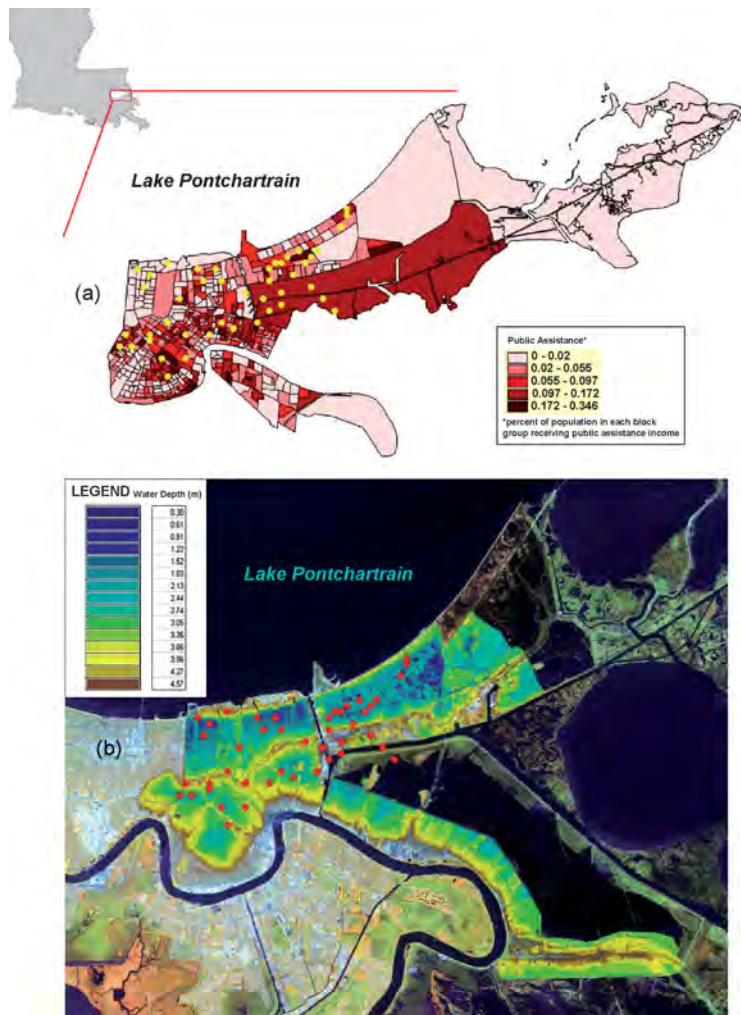 Lake Pontchartrain
(a)
Public Assistance*
0 - 0.02
0.02 - 0.055
0.055 - 0.097
0.097 - 0.172
0.172 - 0.346
*percent of population in each block
group receiving public assistance income
LEGEND Water Depth (m)
0.30
0.61
0.91
1.22
1.52
1.83
2.13
2.44
2.74
3.05
3.35
3.66
3.96
4.27
4.57
Lake Pontchartrain
(b)